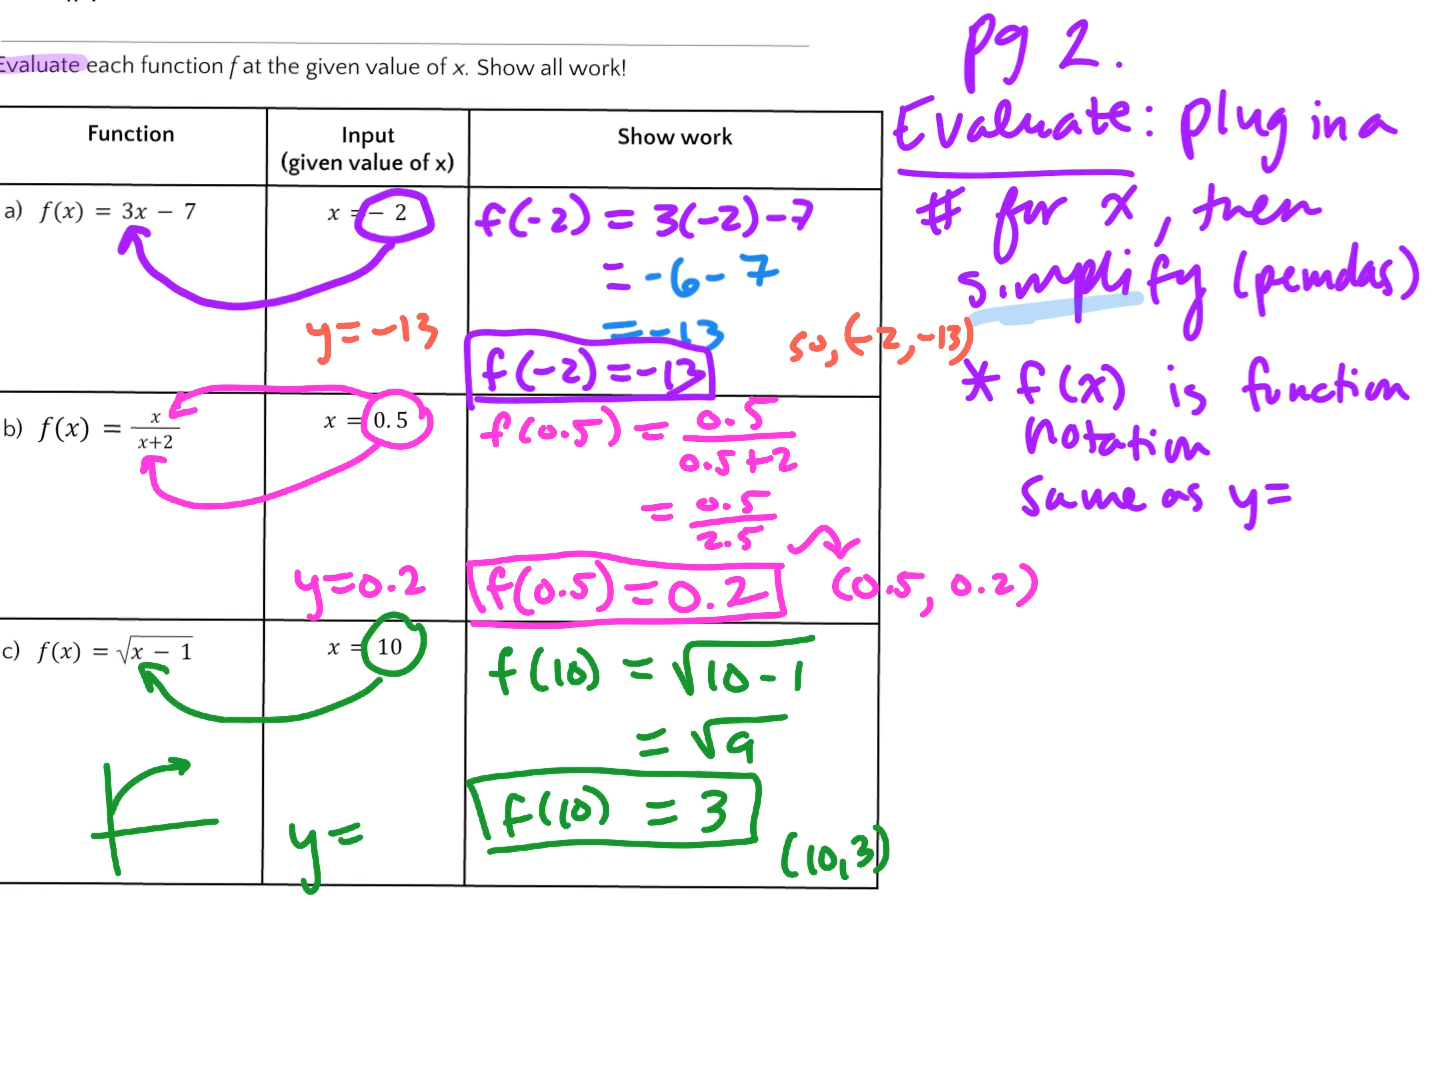 pg 2.
Evaluate each function f at the given value of x. Show all work!
Evaluate: plug in a
# for x, then
simplify (pemdas)
* f(x) is function
notation
same as y=
Function
Input
(given value of x)
Show work
a) f(x) = 3x − 7
x = − 2
f(-2) = 3(-2)-7
= -6-7
= -13
y = -13
f(-2) = -13
so, (-2, -13)
b) f(x) = x/(x+2)
x = 0.5
f(0.5) = 0.5/(0.5+2)
= 0.5/2.5
y=0.2
f(0.5) = 0.2
(0.5, 0.2)
c) f(x) = √(x − 1)
x = 10
f(10) = √(10-1)
= √9
f(10) = 3
y=
(10,3)